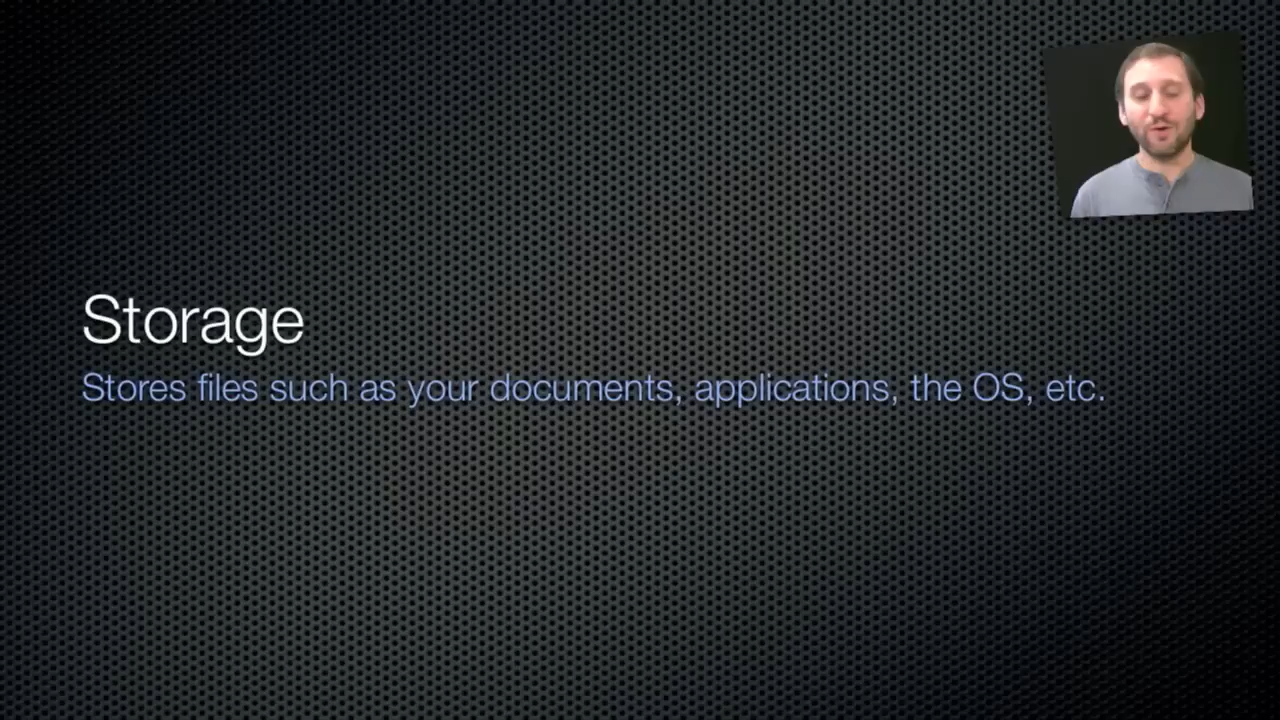 Storage
Stores files such as your documents, applications, the OS, etc.